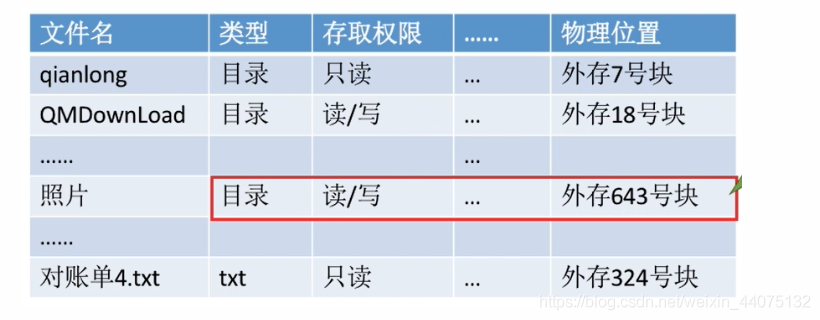 文件名 类型 存取权限 …… 物理位置
qianlong 目录 只读 ... 外存7号块
QMDownLoad 目录 读/写 ... 外存18号块
…… ...
照片 目录 读/写 ... 外存643号块
……
对账单4.txt txt 只读 ... 外存324号块
https://blog.csdn.net/weixin_44075132